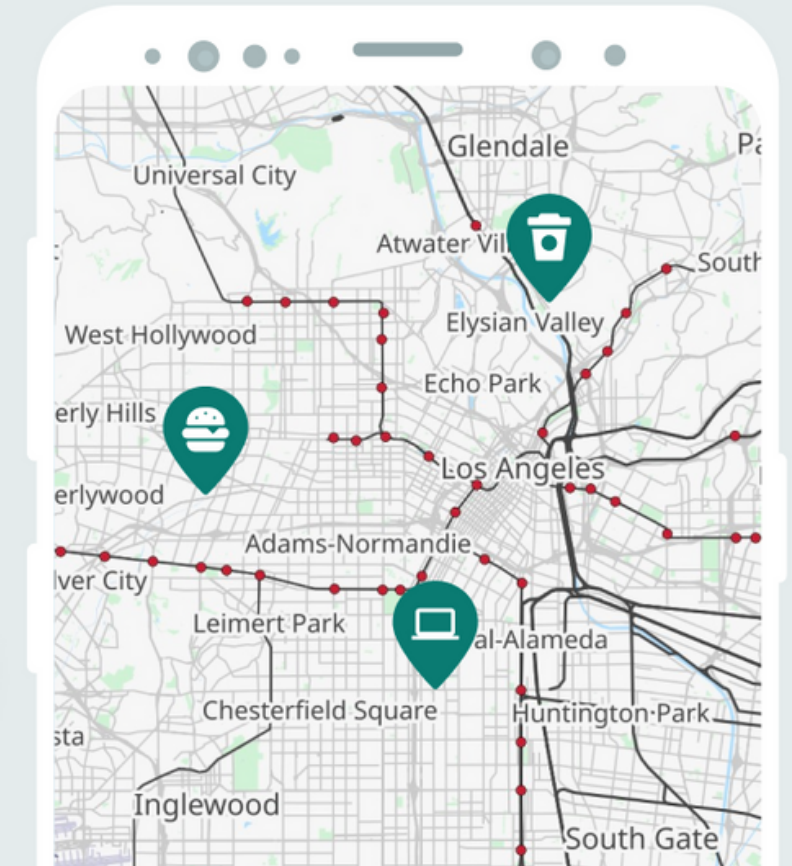 Glendale
Pa
Universal City
Atwater Vil
South
Elysian Valley
West Hollywood
Echo Park
erly Hills
Los Angeles
erlywood
Adams-Normandie
lver City
Leimert Park
al-Alameda
Chesterfield Square
Huntington Park
sta
Inglewood
South Gate